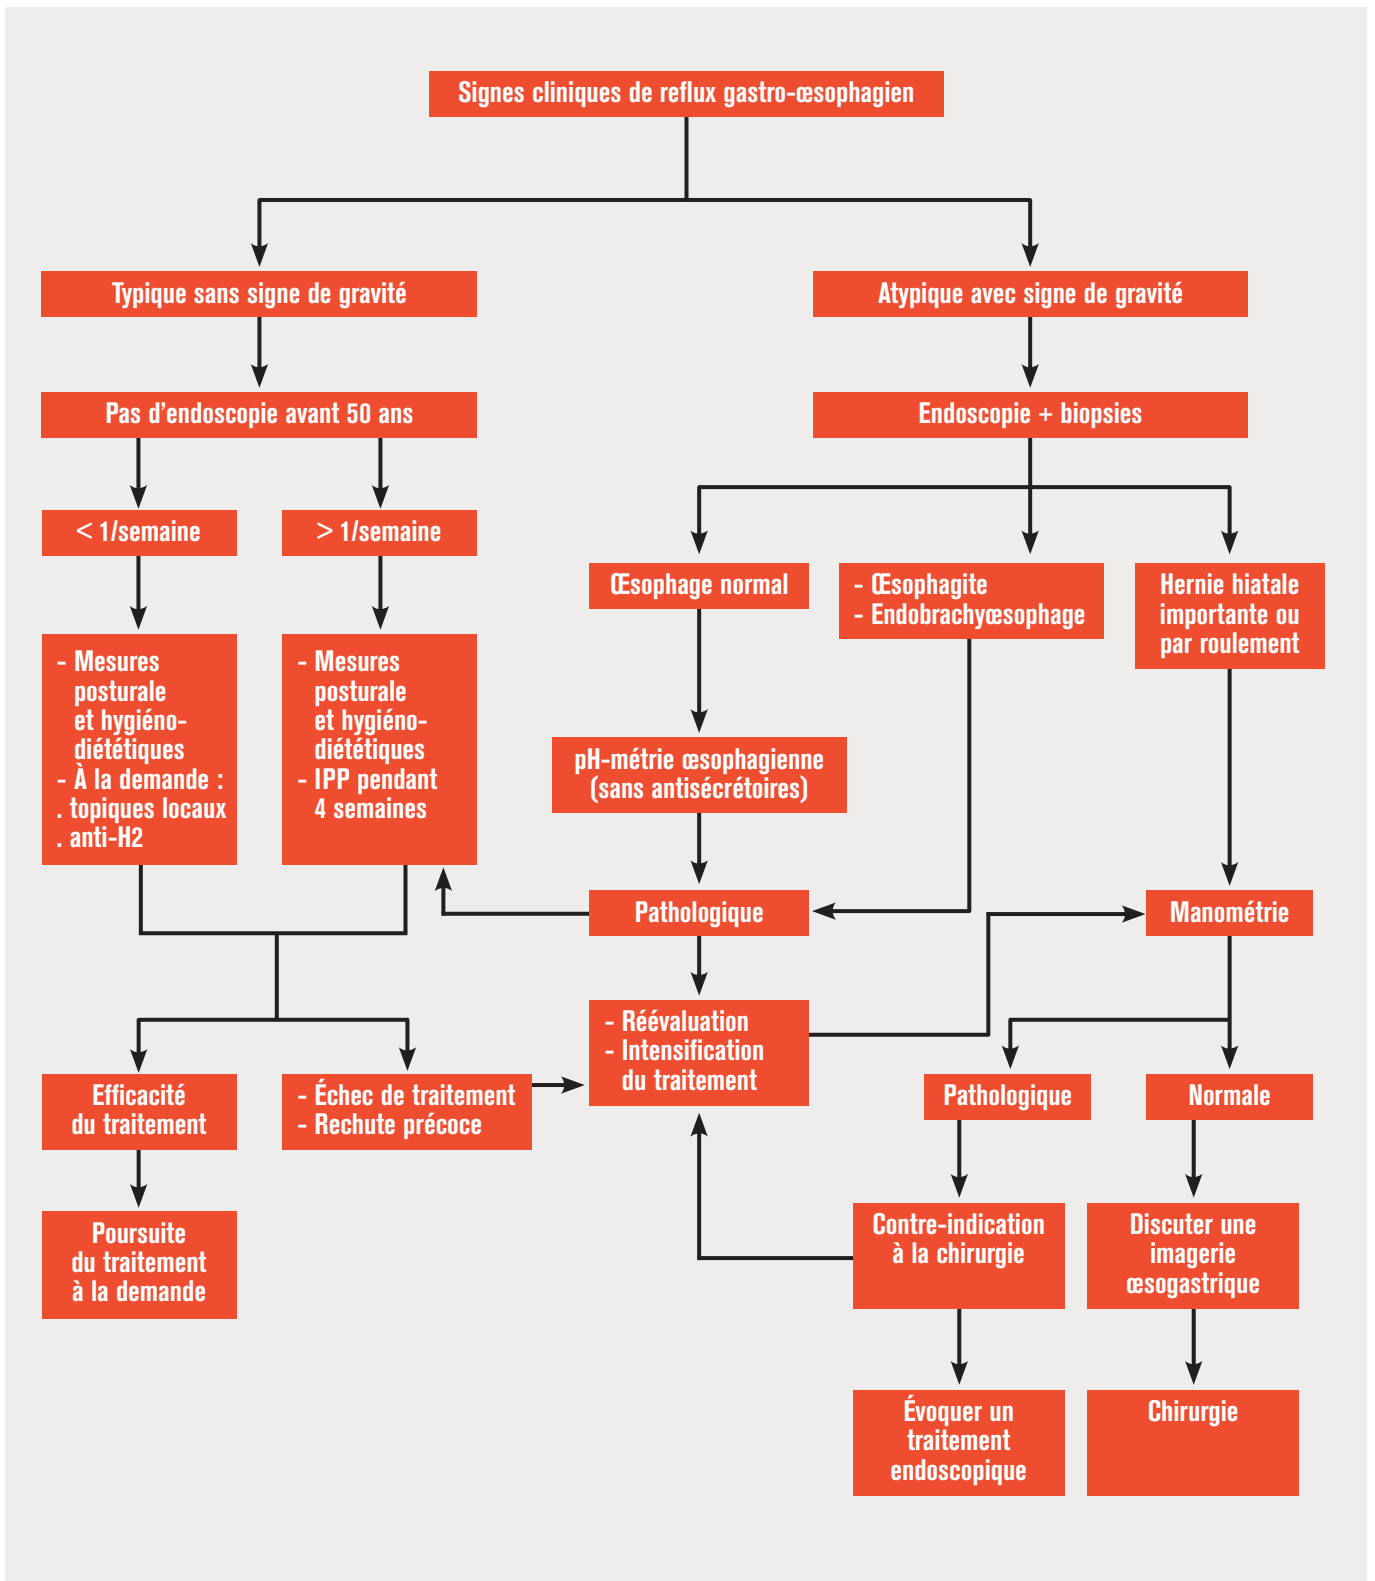 Signes cliniques de reflux gastro-œsophagien
Typique sans signe de gravité
Atypique avec signe de gravité
Pas d’endoscopie avant 50 ans
Endoscopie + biopsies
< 1/semaine
> 1/semaine
Œsophage normal
- Œsophagite
- Endobrachyœsophage
Hernie hiatale
importante ou
par roulement
- Mesures
posturale
et hygiéno-
diététiques
- À la demande :
. topiques locaux
. anti-H2
- Mesures
posturale
et hygiéno-
diététiques
- IPP pendant
4 semaines
pH-métrie œsophagienne
(sans antisécrétoires)
Pathologique
Manométrie
- Réévaluation
- Intensification
du traitement
Efficacité
du traitement
- Échec de traitement
- Rechute précoce
Pathologique
Normale
Poursuite
du traitement
à la demande
Contre-indication
à la chirurgie
Discuter une
imagerie
œsogastrique
Évoquer un
traitement
endoscopique
Chirurgie